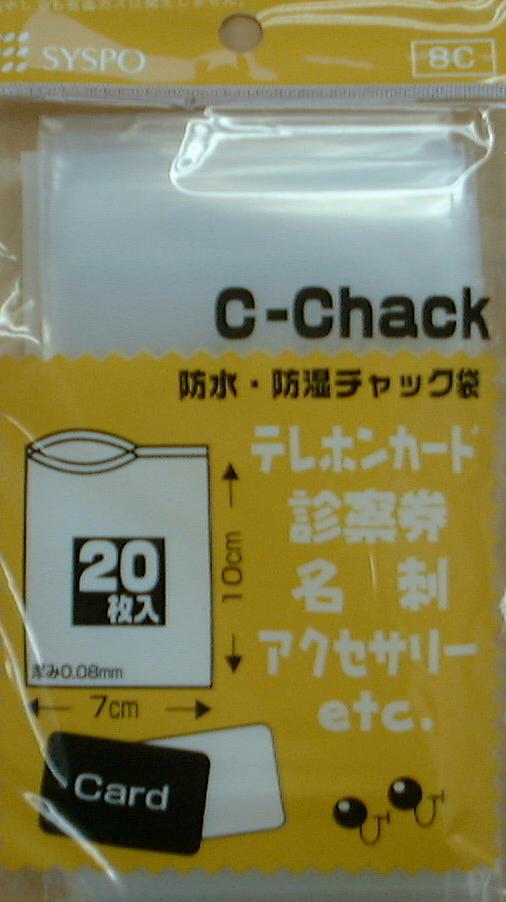 SYSPO
8C
C-Chack
防水・防湿チャック袋
テレホンカード
診察券
名刺
アクセサリー
etc.
20
枚入
10cm
厚み0.08mm
7cm
Card